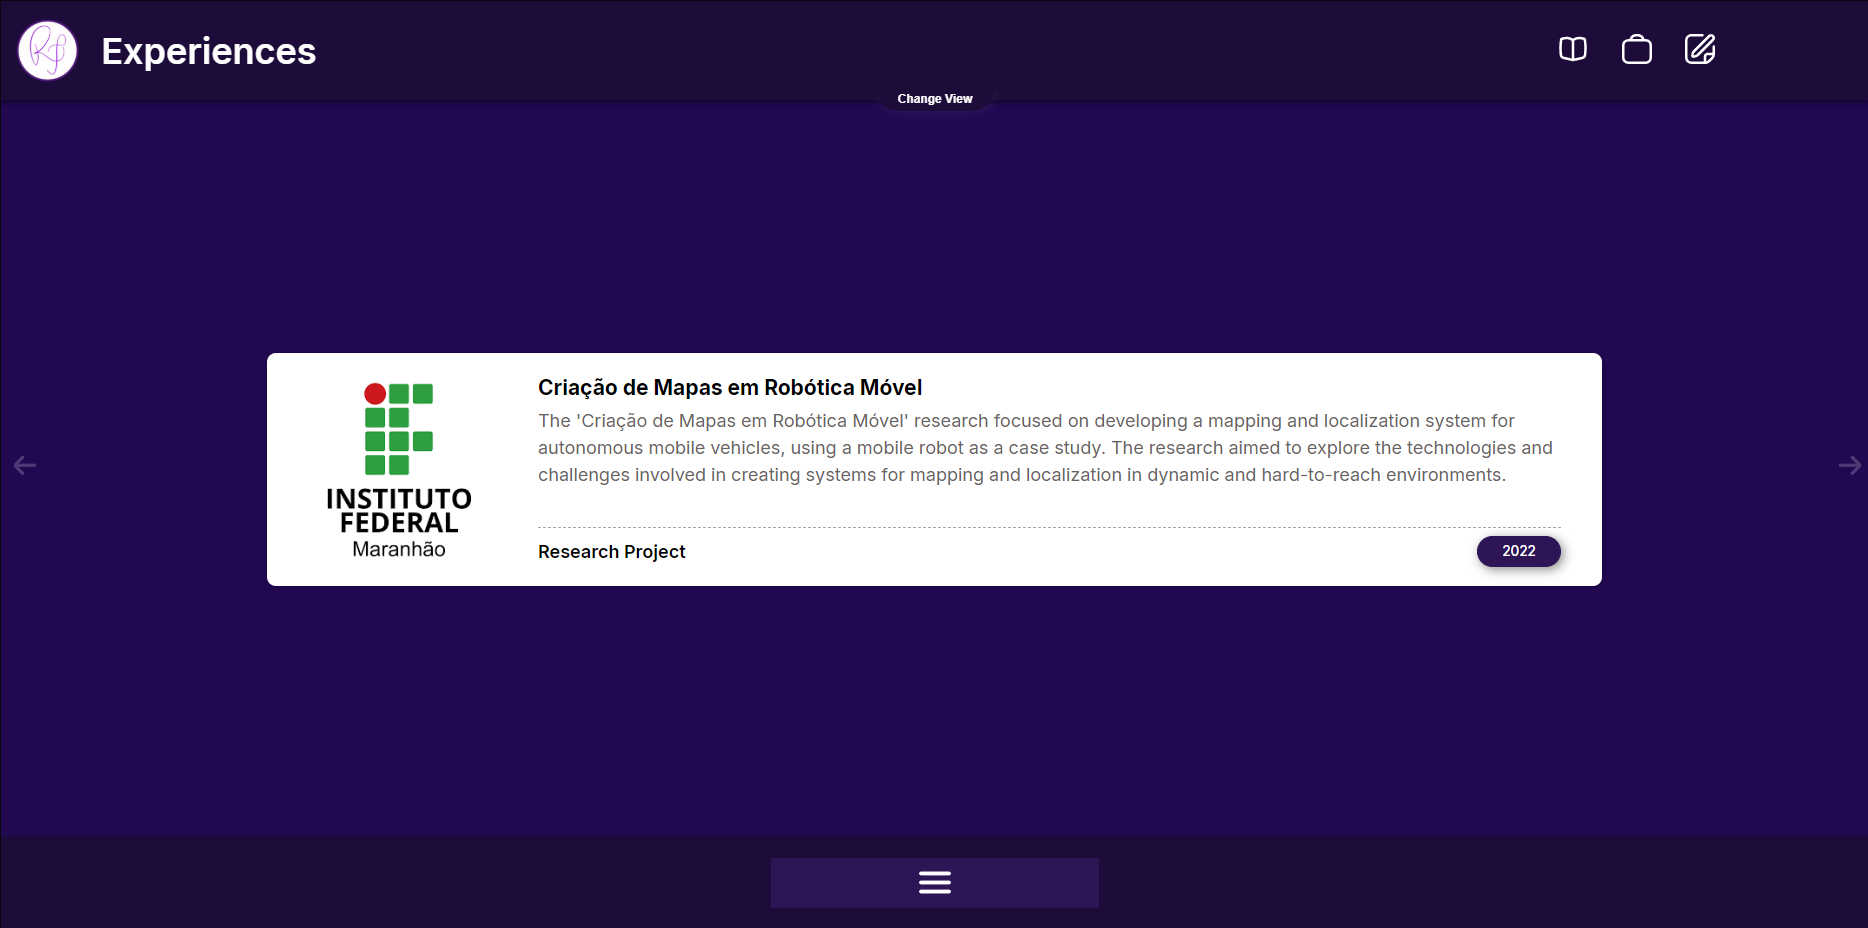 Rf
Experiences
Change View
INSTITUTO
FEDERAL
Maranhão
Criação de Mapas em Robótica Móvel
The 'Criação de Mapas em Robótica Móvel' research focused on developing a mapping and localization system for
autonomous mobile vehicles, using a mobile robot as a case study. The research aimed to explore the technologies and
challenges involved in creating systems for mapping and localization in dynamic and hard-to-reach environments.
Research Project
2022